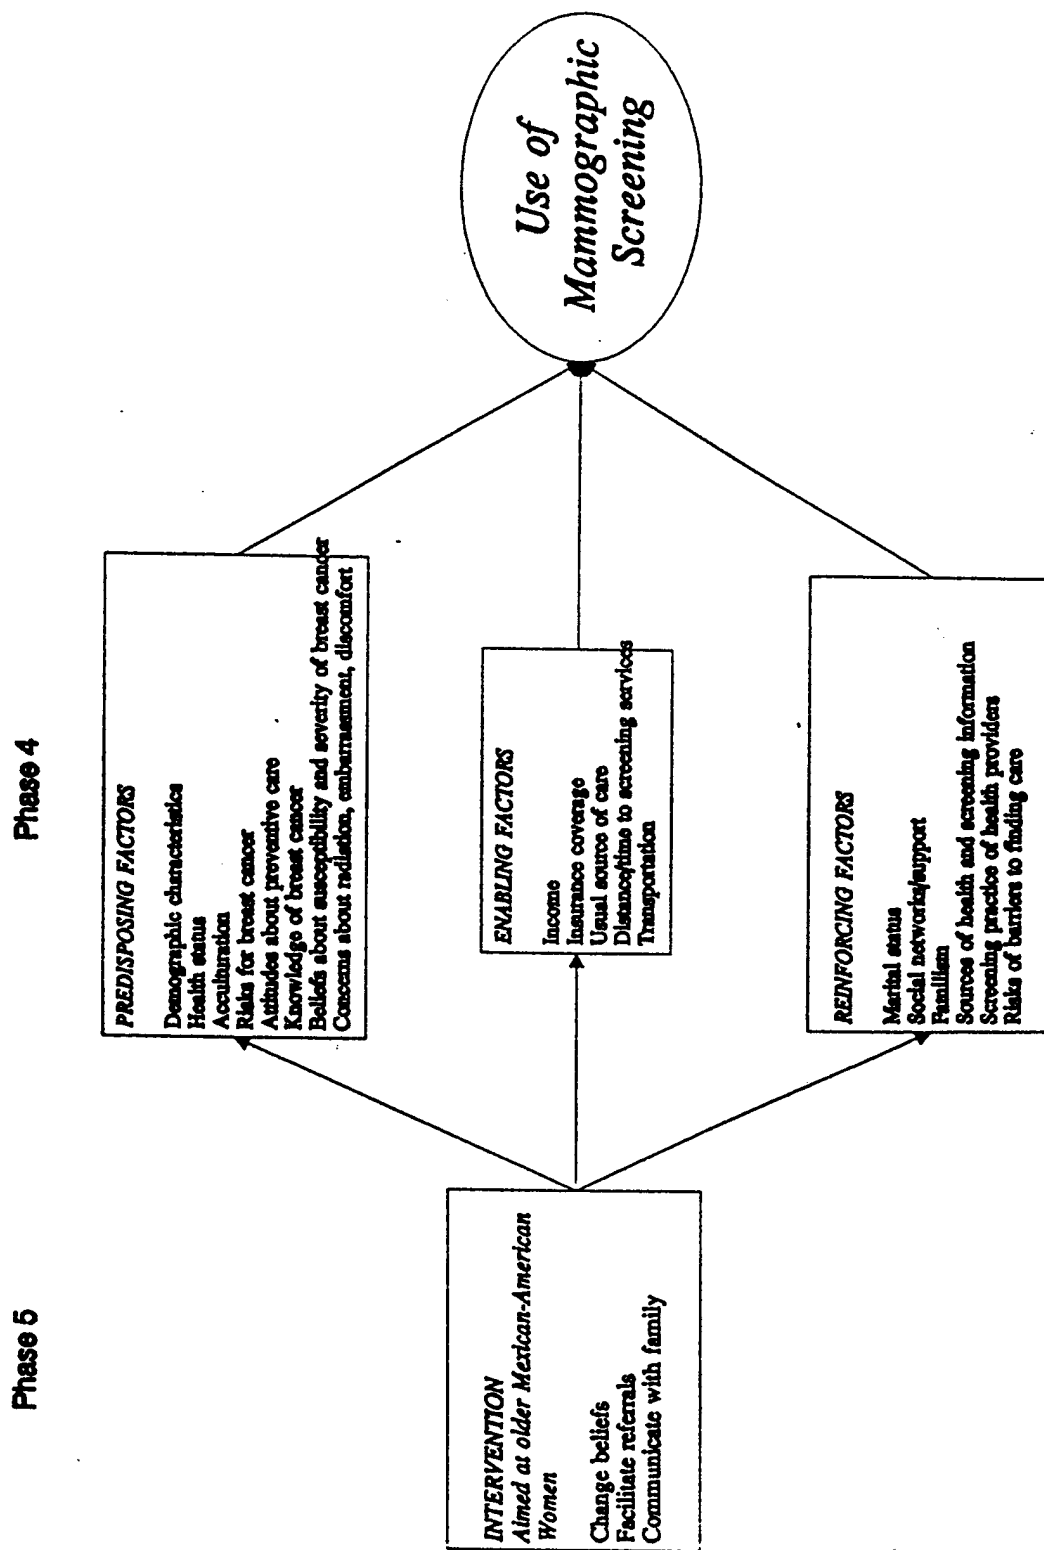 Phase 5
Phase 4
INTERVENTION
Aimed at older Mexican-American
Women
Change beliefs
Facilitate referrals
Communicate with family
PREDISPOSING FACTORS
Demographic characteristics
Health status
Acculturation
Risks for breast cancer
Attitudes about preventive care
Knowledge of breast cancer
Beliefs about susceptibility and severity of breast cancer
Concerns about radiation, embarrassment, discomfort
ENABLING FACTORS
Income
Insurance coverage
Usual source of care
Distance/time to screening services
Transportation
REINFORCING FACTORS
Marital status
Social networks/support
Familism
Sources of health and screening information
Screening practice of health providers
Risks of barriers to finding care
Use of
Mammographic
Screening